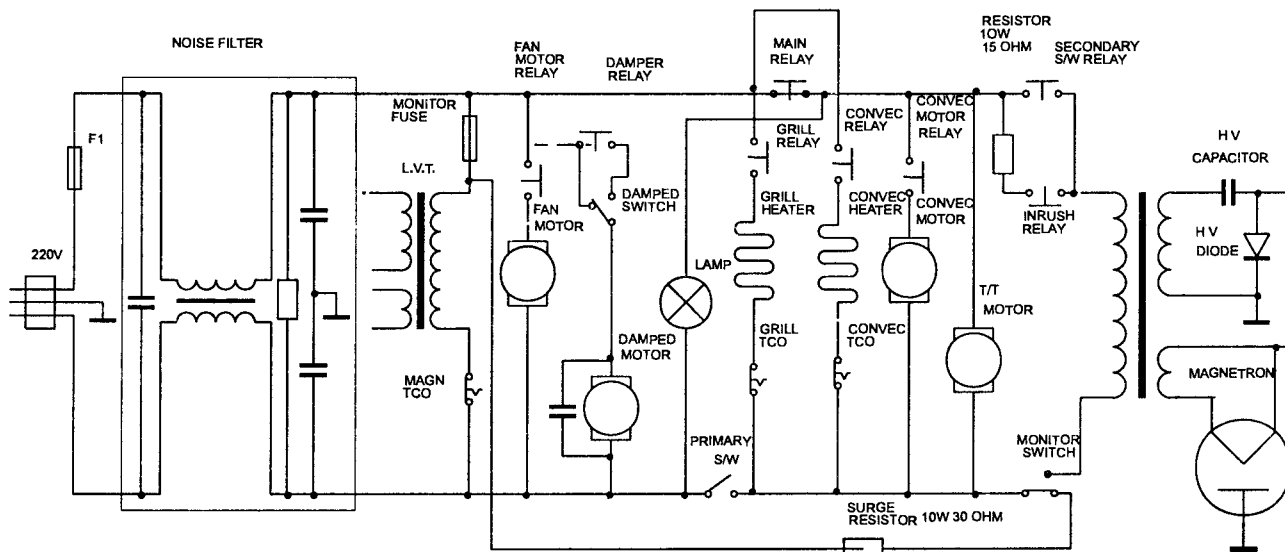 NOISE FILTER
F1
220V
MONITOR
FUSE
L.V.T.
MAGN
TCO
FAN
MOTOR
RELAY
FAN
MOTOR
DAMPER
RELAY
DAMPED
SWITCH
DAMPED
MOTOR
LAMP
PRIMARY
S/W
MAIN
RELAY
GRILL
RELAY
GRILL
HEATER
GRILL
TCO
CONVEC
RELAY
CONVEC
HEATER
CONVEC
TCO
CONVEC
MOTOR
RELAY
CONVEC
MOTOR
T/T
MOTOR
SURGE
RESISTOR 10W 30 OHM
RESISTOR
10W
15 OHM
SECONDARY
S/W RELAY
INRUSH
RELAY
MONITOR
SWITCH
H V
CAPACITOR
H V
DIODE
MAGNETRON